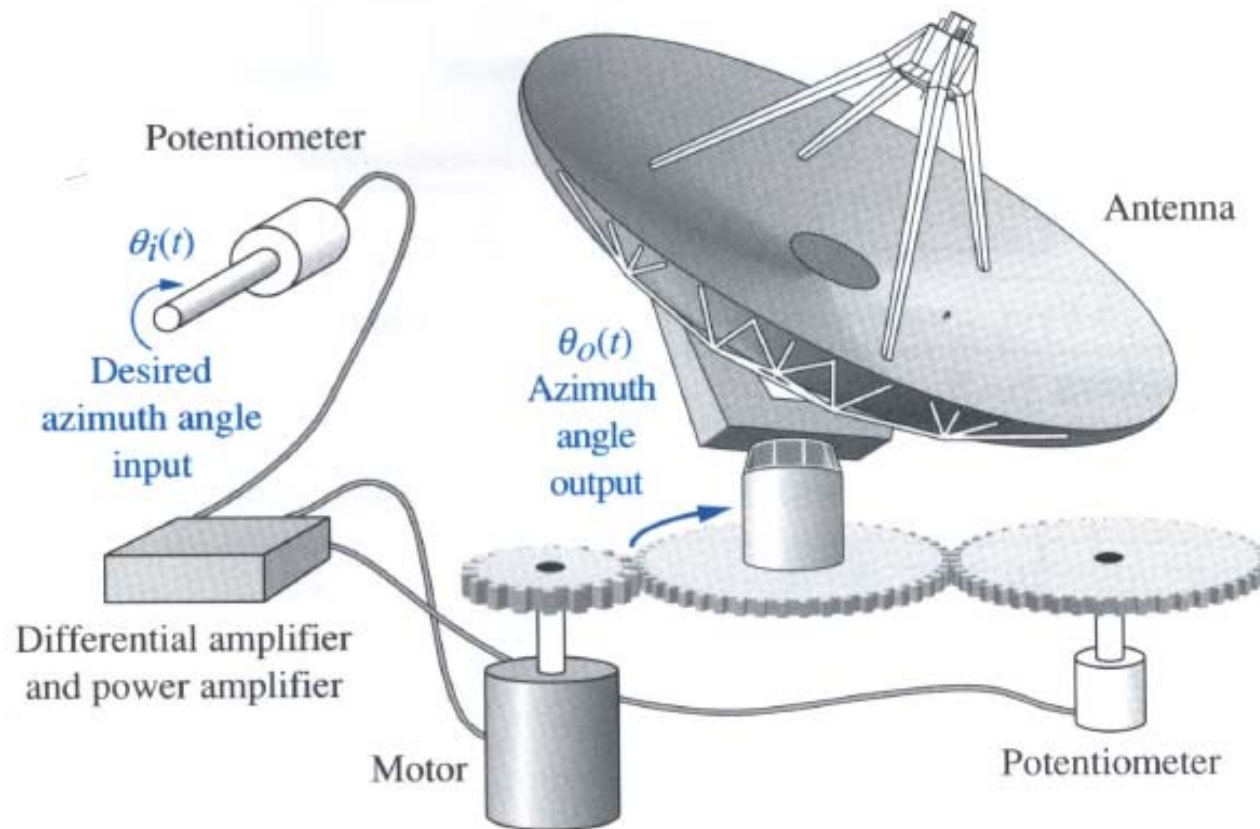 Potentiometer
θi(t)
Desired
azimuth angle
input
Antenna
θo(t)
Azimuth
angle
output
Differential amplifier
and power amplifier
Motor
Potentiometer